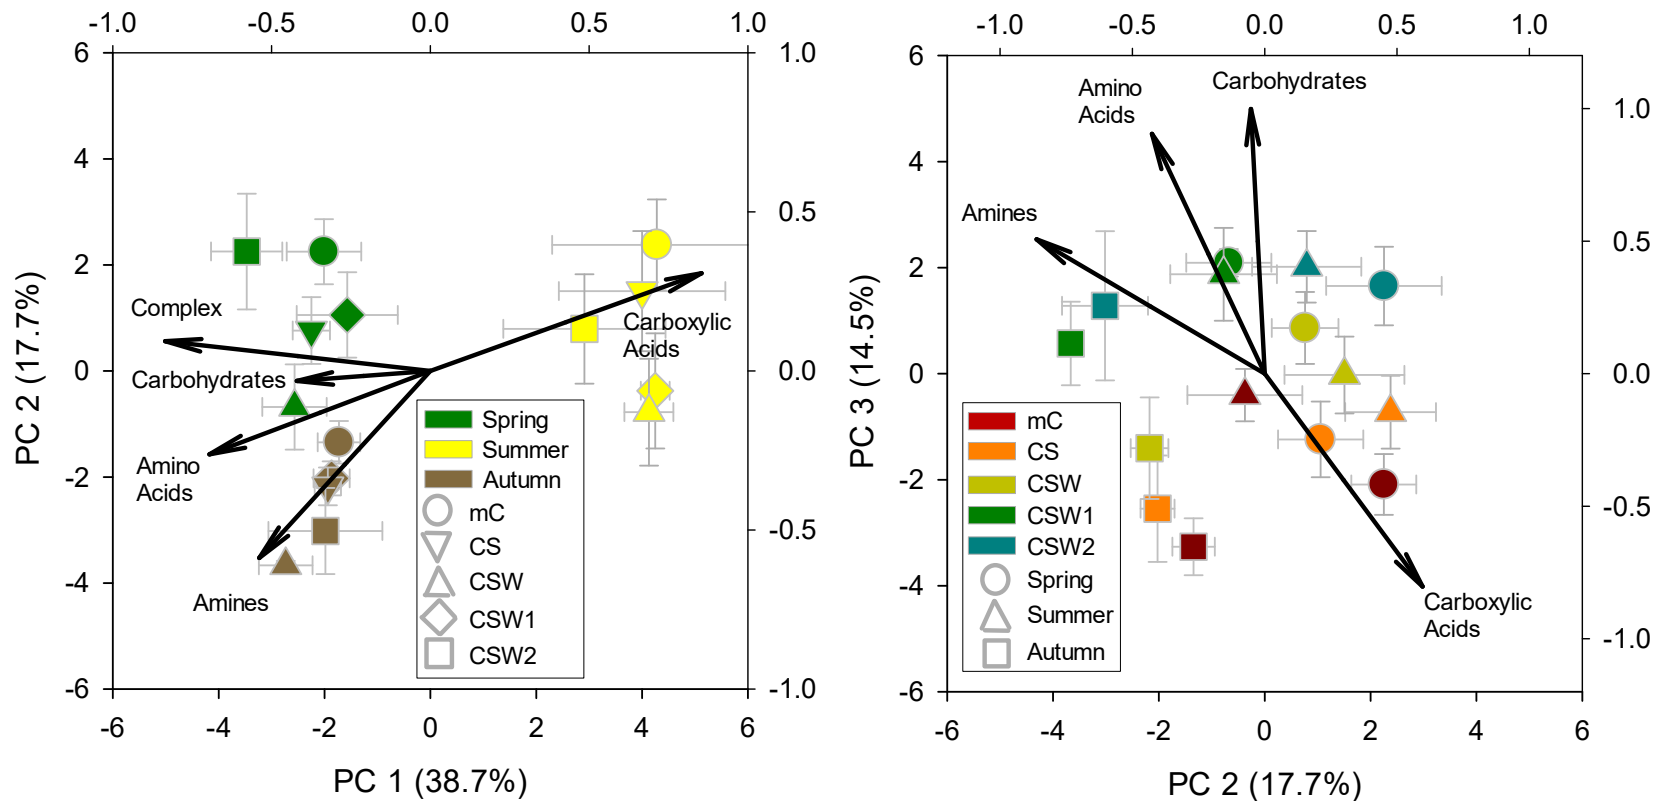 -1.0 -0.5 0.0 0.5 1.0
6 1.0
4
0.5
2
Complex
Carboxylic
Acids
0 0.0
Carbohydrates
Spring
Summer
-2
Amino
Acids
Autumn
mC
-0.5
CS
-4
CSW
Amines
CSW1
CSW2
-6 -1.0
-6 -4 -2 0 2 4 6
PC 2 (17.7%)
PC 1 (38.7%)
-1.0 -0.5 0.0 0.5 1.0
6
Carbohydrates
Amino
Acids
1.0
4
Amines
0.5
2
0 0.0
mC
CS
-2
CSW
-0.5
CSW1
CSW2
-4
Spring
Carboxylic
Acids
Summer
-1.0
Autumn
-6
-6 -4 -2 0 2 4 6
PC 3 (14.5%)
PC 2 (17.7%)